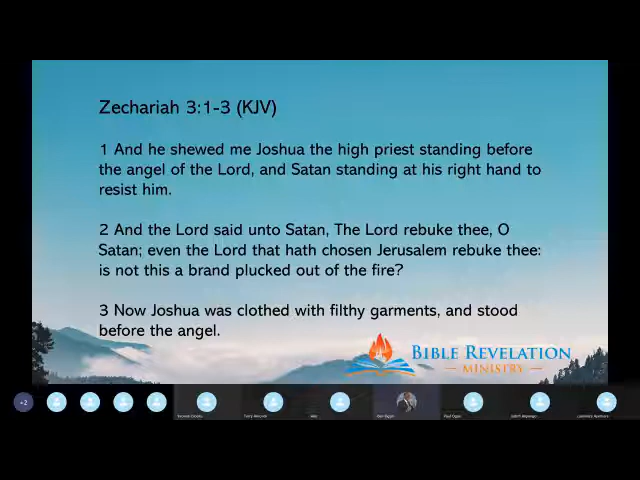 Zechariah 3:1-3 (KJV)
1 And he shewed me Joshua the high priest standing before
the angel of the Lord, and Satan standing at his right hand to
resist him.
2 And the Lord said unto Satan, The Lord rebuke thee, O
Satan; even the Lord that hath chosen Jerusalem rebuke thee:
is not this a brand plucked out of the fire?
3 Now Joshua was clothed with filthy garments, and stood
before the angel.
BIBLE REVELATION
MINISTRY
+2